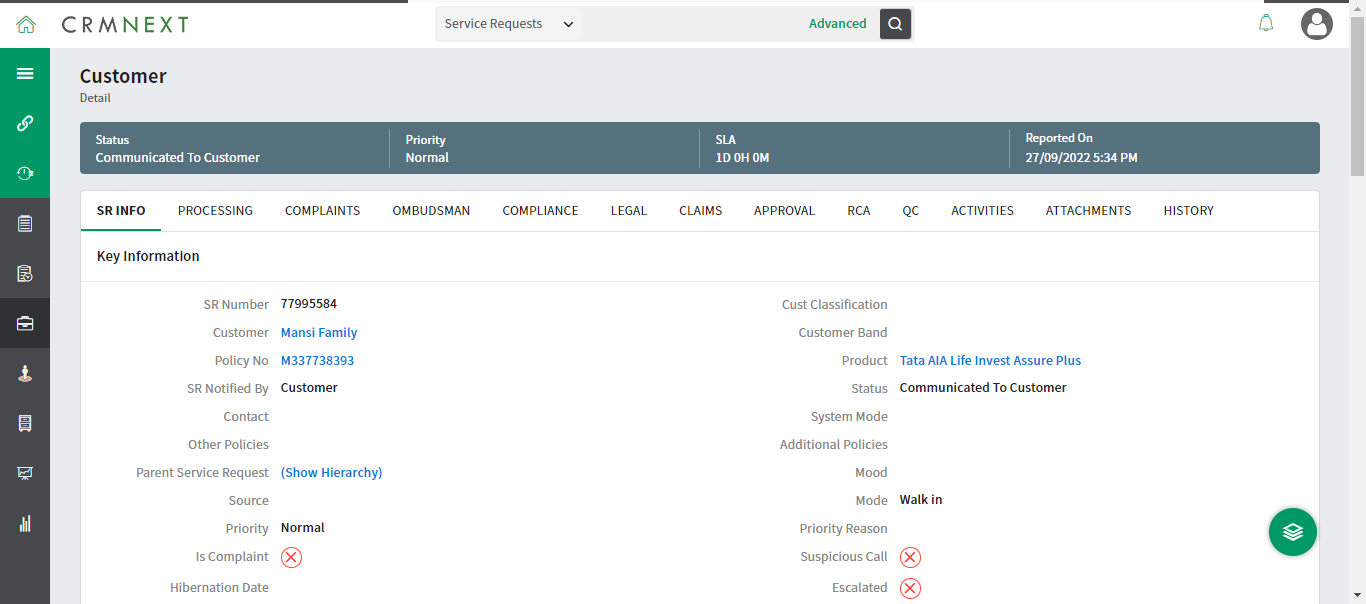 CRMNEXT
Service Requests
Advanced
Customer
Detail
Status
Communicated To Customer
Priority
Normal
SLA
1D 0H 0M
Reported On
27/09/2022 5:34 PM
SR INFO PROCESSING COMPLAINTS OMBUDSMAN COMPLIANCE LEGAL CLAIMS APPROVAL RCA QC ACTIVITIES ATTACHMENTS HISTORY
Key Information
SR Number 77995584
Cust Classification
Customer Mansi Family
Customer Band
Policy No M337738393
Product Tata AIA Life Invest Assure Plus
SR Notified By Customer
Status Communicated To Customer
Contact
System Mode
Other Policies
Additional Policies
Parent Service Request (Show Hierarchy)
Mood
Source
Mode Walk in
Priority Normal
Priority Reason
Is Complaint
Suspicious Call
Hibernation Date
Escalated